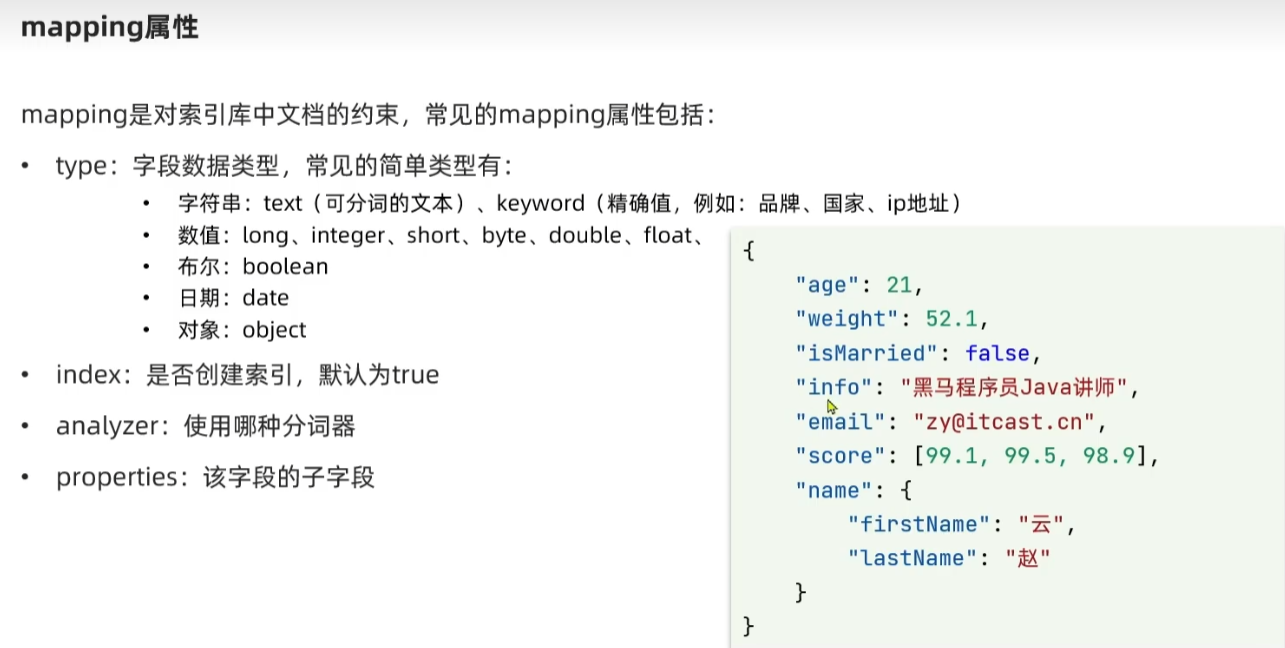 mapping属性
mapping是对索引库中文档的约束，常见的mapping属性包括：
• type：字段数据类型，常见的简单类型有：
• 字符串：text（可分词的文本）、keyword（精确值，例如：品牌、国家、ip地址）
• 数值：long、integer、short、byte、double、float、
• 布尔：boolean
• 日期：date
• 对象：object
• index：是否创建索引，默认为true
• analyzer：使用哪种分词器
• properties：该字段的子字段
{
"age": 21,
"weight": 52.1,
"isMarried": false,
"info": "黑马程序员Java讲师",
"email": "zy@itcast.cn",
"score": [99.1, 99.5, 98.9],
"name": {
"firstName": "云",
"lastName": "赵"
}
}